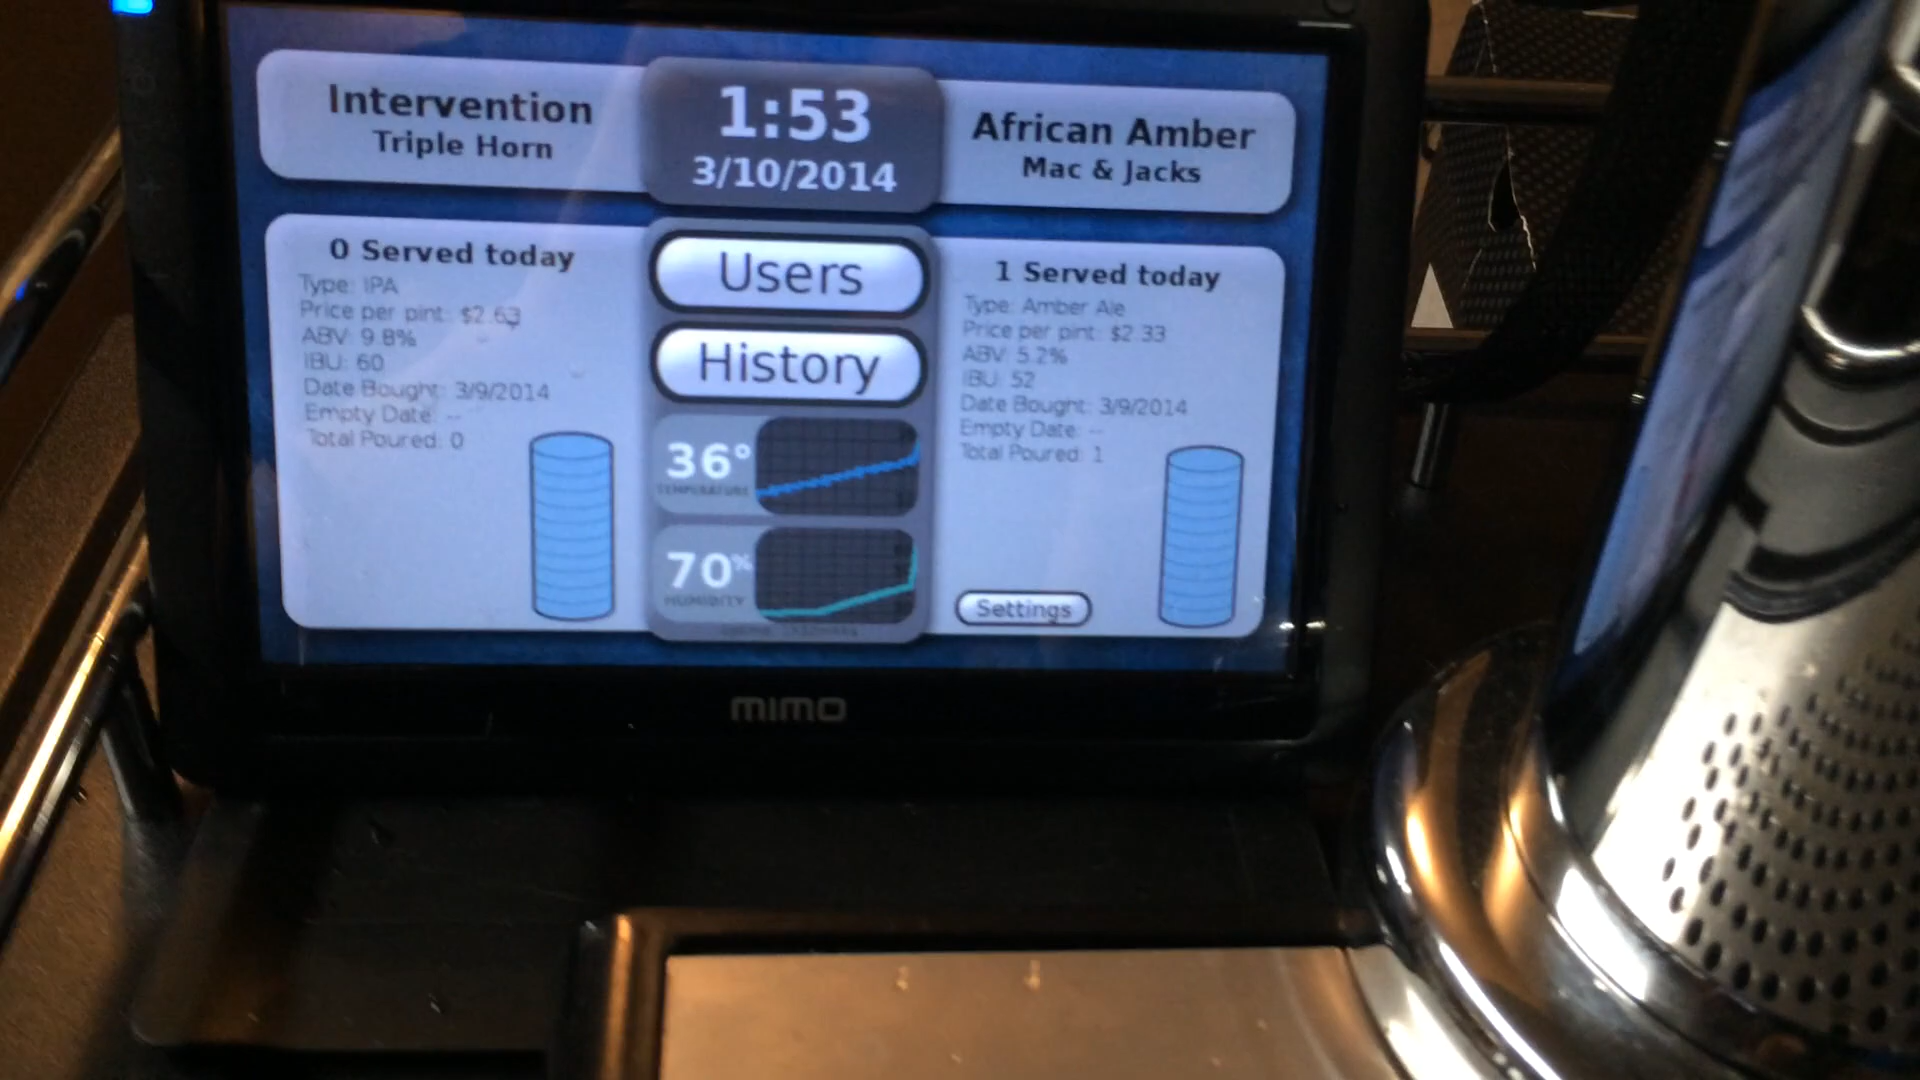 Intervention
Triple Horn
1:53
3/10/2014
African Amber
Mac & Jacks
0 Served today
Type: IPA
Price per pint: $2.63
ABV: 9.8%
IBU: 60
Date Bought: 3/9/2014
Empty Date: --
Total Poured: 0
Users
History
36°
TEMPERATURE
70%
HUMIDITY
1 Served today
Type: Amber Ale
Price per pint: $2.33
ABV: 5.2%
IBU: 52
Date Bought: 3/9/2014
Empty Date: --
Total Poured: 1
Settings
mimo